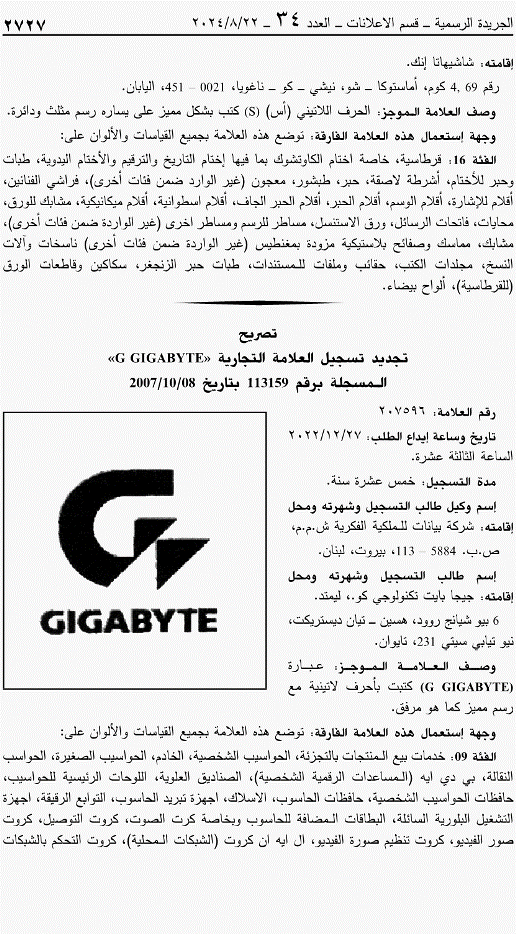 الجريدة الرسمية ــ قسم الاعلانات ــ العدد ٣٤ ــ ٢٠٢٤/٨/٢٢ ٢٧٢٧
إقامته: شاشيهاتا إنك.
رقم 69 ,4 كوم، أماستوكا ــ شو، نيشي ــ كو ــ ناغويا، 0021 – 451، اليابان.
وصف العلامة الموجز: الحرف اللاتيني (أس) (S) كتب بشكل مميز على يساره رسم مثلث ودائرة.
وجهة إستعمال هذه العلامة الفارقة: توضع هذه العلامة بجميع القياسات والألوان على:
الفئة 16: قرطاسية، خاصة اختام الكاوتشوك بما فيها إختام التاريخ والترقيم والأختام اليدوية، طبات
وحبر للأختام، أشرطة لاصقة، حبر، طبشور، معجون (غير الوارد ضمن فئات أخرى)، فراشي الفنانين،
أقلام للإشارة، أقلام الوسم، أقلام الحبر، أقلام الحبر الجاف، أقلام اسطوانية، أقلام ميكانيكية، مشابك للورق،
محايات، فاتحات الرسائل، ورق الاستنسل، مساطر للرسم ومساطر اخرى (غير الواردة ضمن فئات أخرى)،
مشابك، مماسك وصفائح بلاستيكية مزودة بمغنطيس (غير الواردة ضمن فئات أخرى) ناسخات وآلات
النسخ، مجلدات الكتب، حقائب وملفات للمستندات، طبات حبر الزنجغر، سكاكين وقاطعات الورق
(للقرطاسية)، ألواح بيضاء.
تصريح
تجديد تسجيل العلامة التجارية «G GIGABYTE»
المسجلة برقم 113159 بتاريخ 2007/10/08
رقم العلامة: ٢٠٧٥٩٦
تاريخ وساعة إيداع الطلب: ٢٠٢٢/١٢/٢٧
الساعة الثالثة عشرة.
مدة التسجيل: خمس عشرة سنة.
إسم وكيل طالب التسجيل وشهرته ومحل
إقامته: شركة بيانات للملكية الفكرية ش.م.م،
ص.ب. 5884 – 113، بيروت، لبنان.
إسم طالب التسجيل وشهرته ومحل
إقامته: جيجا بايت تكنولوجي كو.، ليمتد.
6 بيو شيانج روود، هسين ــ تيان ديستريكت،
نيو تيابي سيتي 231، تايوان.
وصف العلامة الموجز: عبارة
(G GIGABYTE) كتبت بأحرف لاتينية مع
رسم مميز كما هو مرفق.
GIGABYTE
وجهة إستعمال هذه العلامة الفارقة: توضع هذه العلامة بجميع القياسات والألوان على:
الفئة 09: خدمات بيع المنتجات بالتجزئة، الحواسيب الشخصية، الخادم، الحواسيب الصغيرة، الحواسب
النقالة، بي دي ايه (المساعدات الرقمية الشخصية)، الصناديق العلوية، اللوحات الرئيسية للحواسيب،
حافظات الحواسيب الشخصية، حافظات الحاسوب، الاسلاك، اجهزة تبريد الحاسوب، التوابع الرقيقة، اجهزة
التشغيل البلورية السائلة، البطاقات المضافة للحاسوب وبخاصة كرت الصوت، كروت التوصيل، كروت
صور الفيديو، كروت تنظيم صورة الفيديو، ال ايه ان كروت (الشبكات المحلية)، كروت التحكم بالشبكات